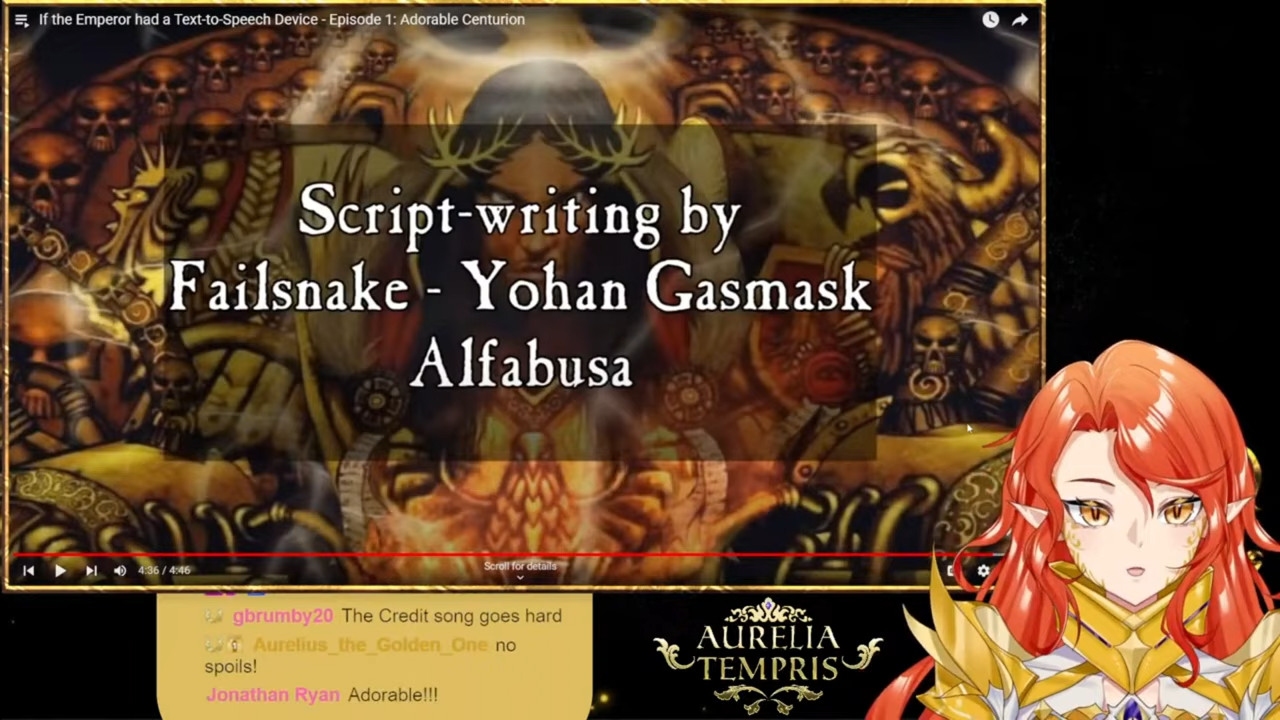 If the Emperor had a Text-to-Speech Device - Episode 1: Adorable Centurion
Script-writing by
Failsnake - Yohan Gasmask
Alfabusa
4:36 / 4:46
Scroll for details
gbrumby20 The Credit song goes hard
Aurelius_the_Golden_One no
spoils!
Jonathan Ryan Adorable!!!
AURELIA
TEMPRIS